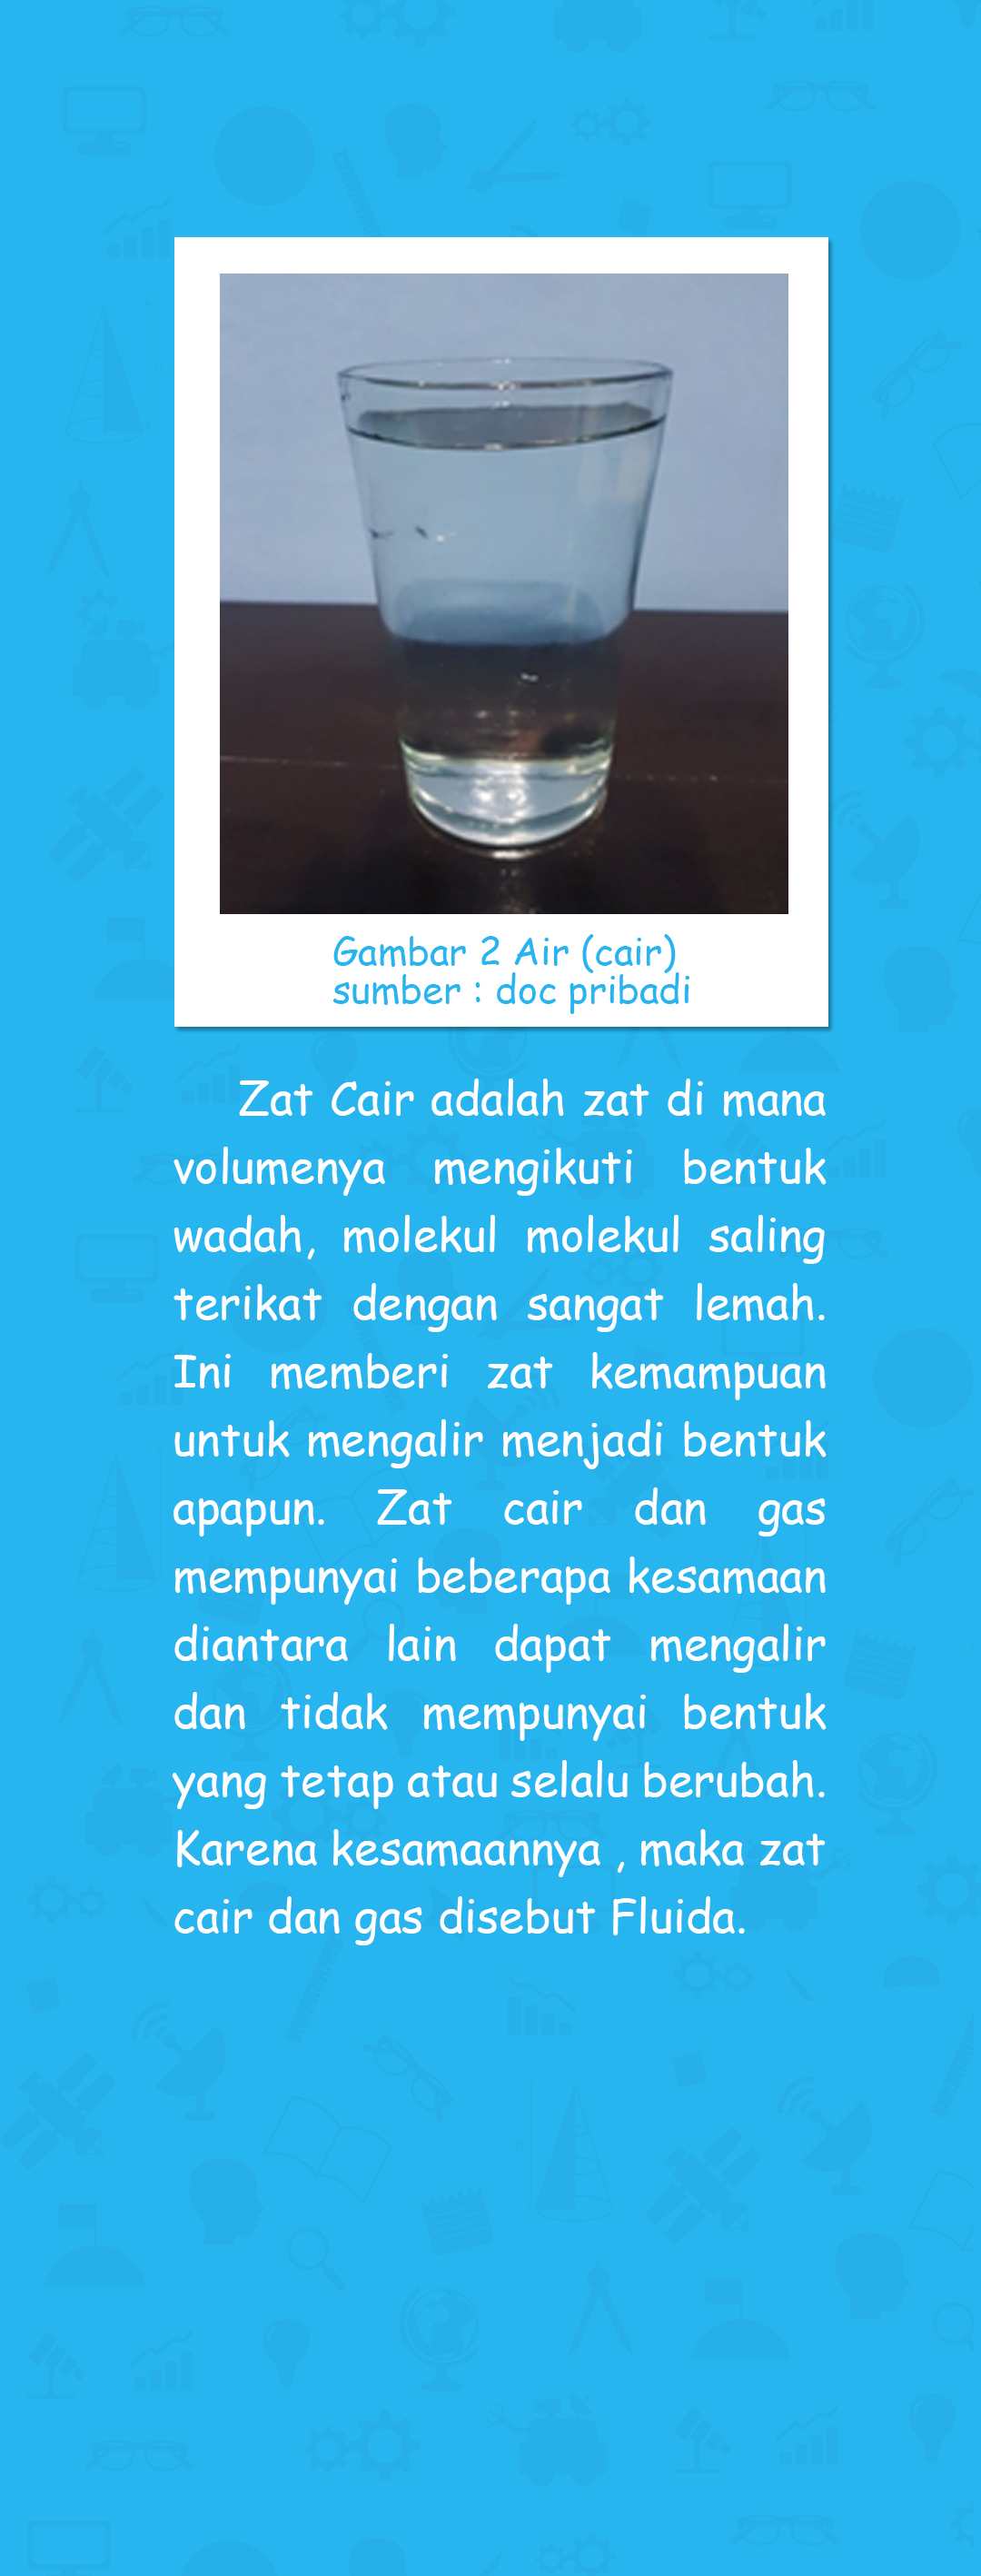 Gambar 2 Air (cair)
sumber : doc pribadi
Zat Cair adalah zat di mana
volumenya mengikuti bentuk
wadah, molekul molekul saling
terikat dengan sangat lemah.
Ini memberi zat kemampuan
untuk mengalir menjadi bentuk
apapun. Zat cair dan gas
mempunyai beberapa kesamaan
diantara lain dapat mengalir
dan tidak mempunyai bentuk
yang tetap atau selalu berubah.
Karena kesamaannya , maka zat
cair dan gas disebut Fluida.